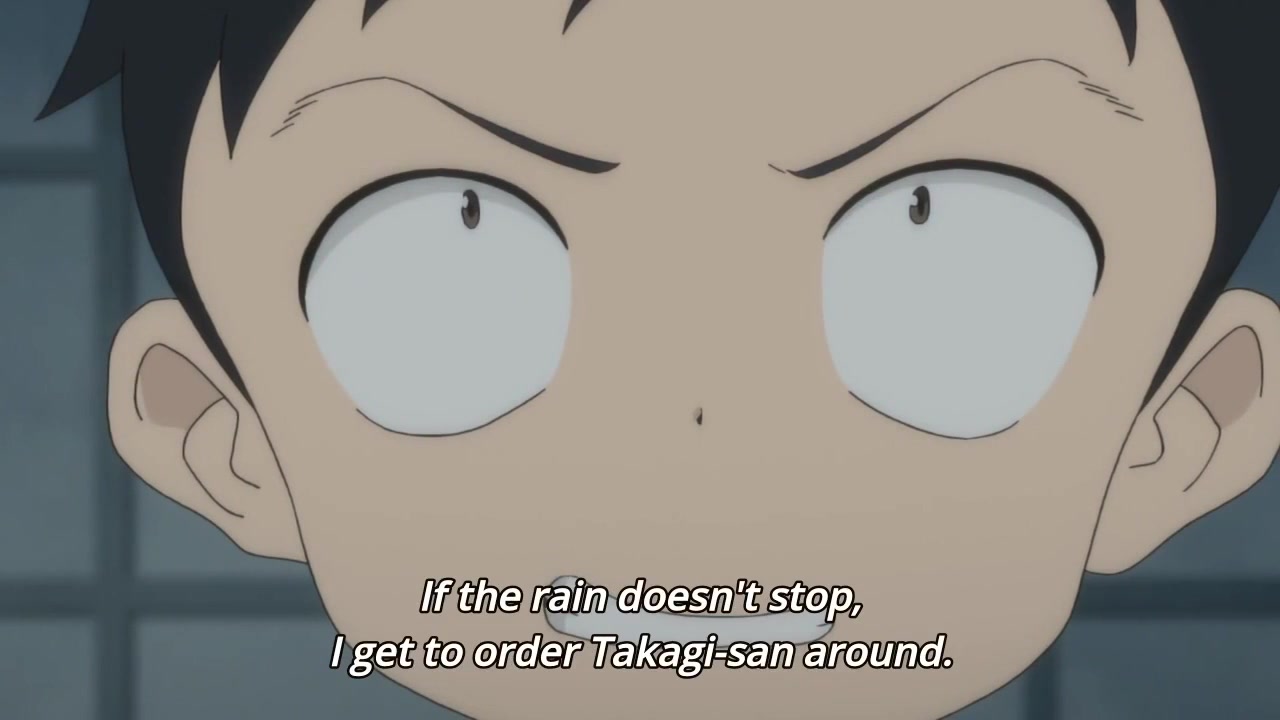 If the rain doesn't stop,
I get to order Takagi-san around.